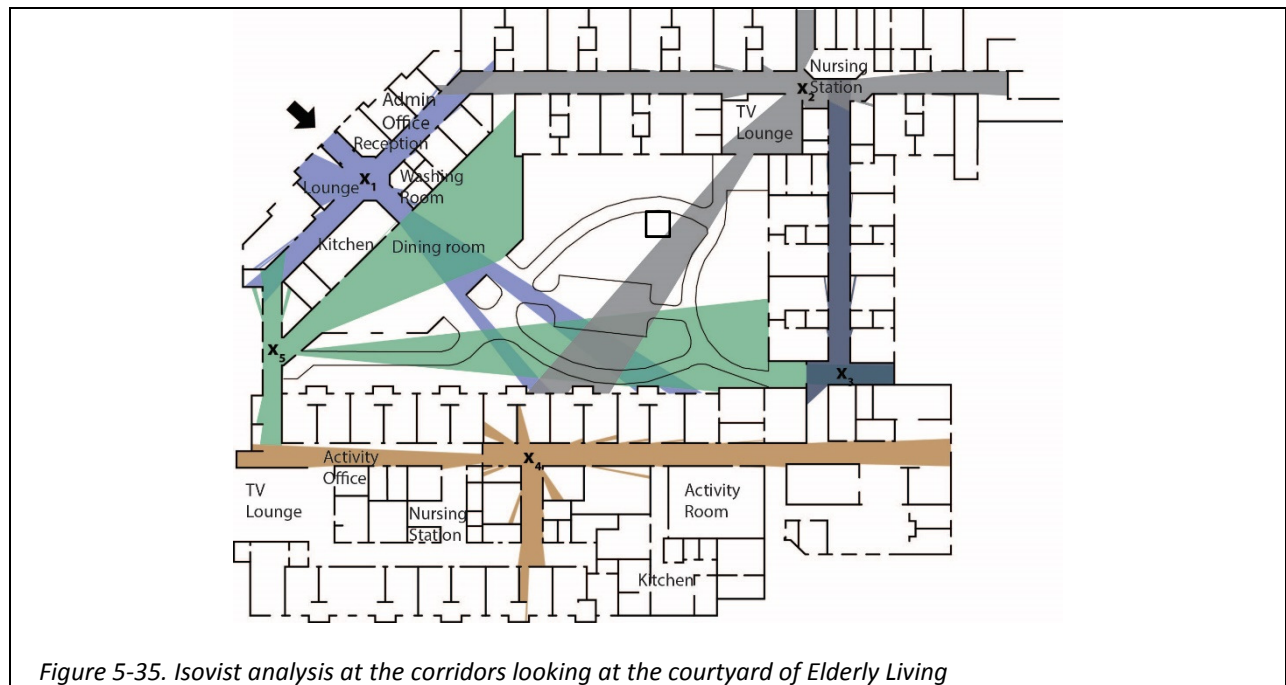 Nursing
Station
X2
TV
Lounge
Admin
Office
Reception
X1
Lounge
Washing
Room
Kitchen
Dining room
X5
X3
X4
Activity
Office
TV
Lounge
Nursing
Station
Activity
Room
Kitchen
Figure 5-35. Isovist analysis at the corridors looking at the courtyard of Elderly Living